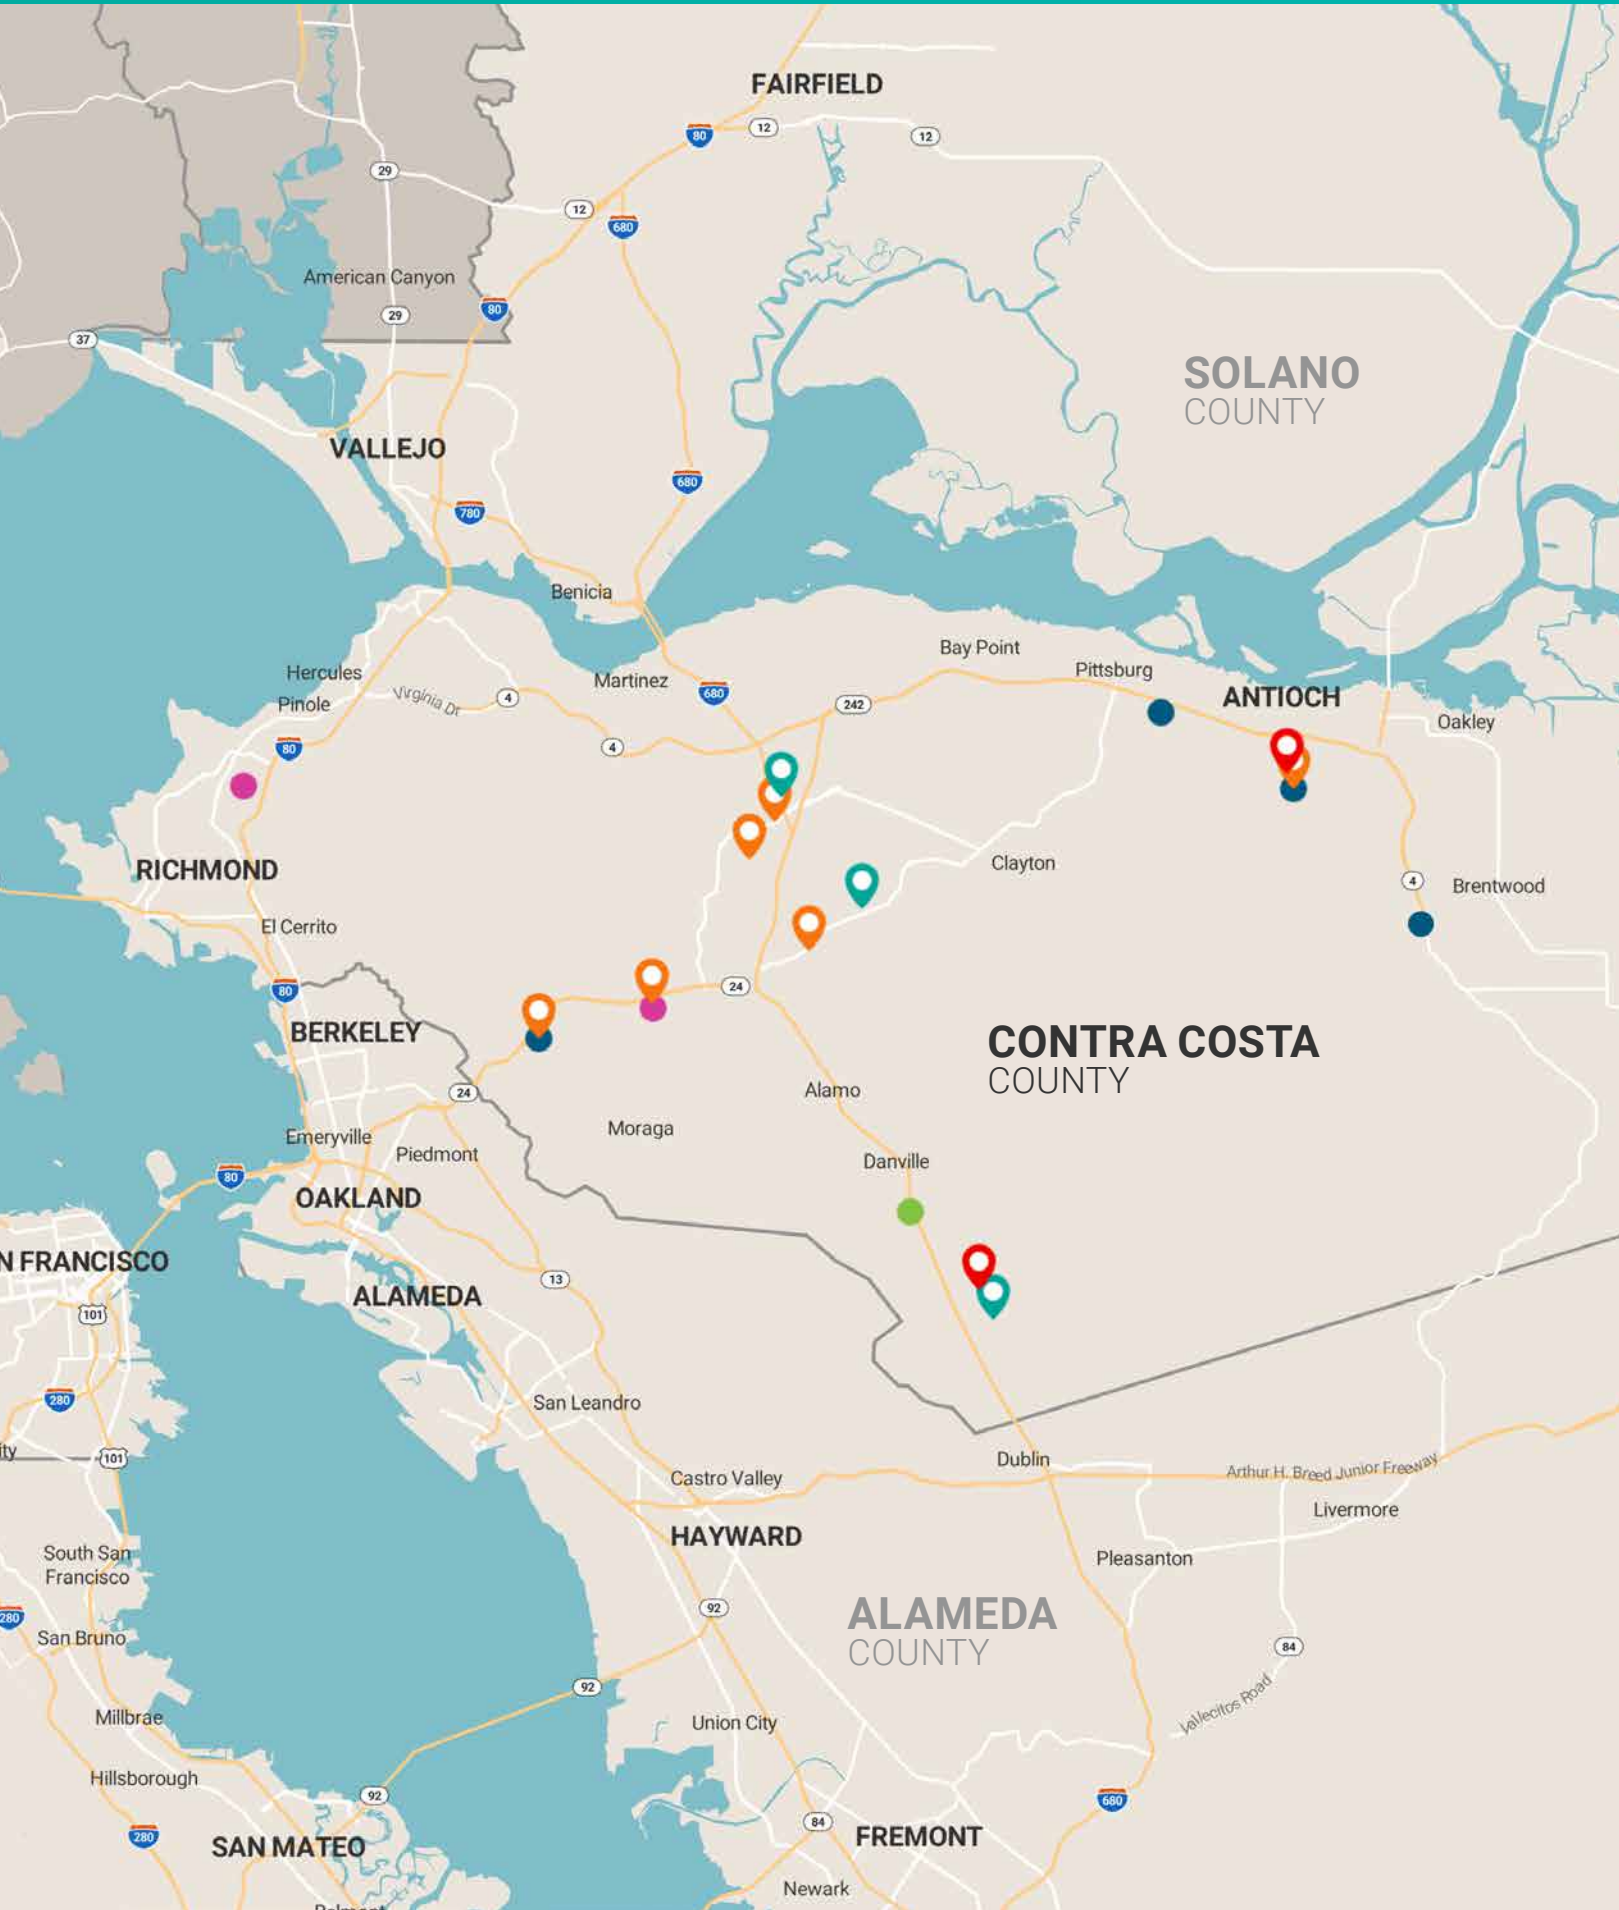 FAIRFIELD
80
12
12
29
12
680
American Canyon
80
29
37
SOLANO
COUNTY
VALLEJO
680
780
Benicia
Bay Point
Hercules
Martinez
Pittsburg
Virginia Dr
4
680
ANTIOCH
Pinole
242
Oakley
80
4
RICHMOND
Clayton
4
Brentwood
El Cerrito
80
24
BERKELEY
CONTRA COSTA
COUNTY
24
Alamo
Emeryville
Moraga
Piedmont
Danville
80
OAKLAND
N FRANCISCO
13
ALAMEDA
101
280
San Leandro
ity
101
Dublin
Arthur H. Breed Junior Freeway
Castro Valley
Livermore
HAYWARD
South San
Francisco
Pleasanton
92
280
ALAMEDA
COUNTY
San Bruno
84
92
Vallecitos Road
Millbrae
Union City
Hillsborough
92
680
280
84
SAN MATEO
FREMONT
Newark